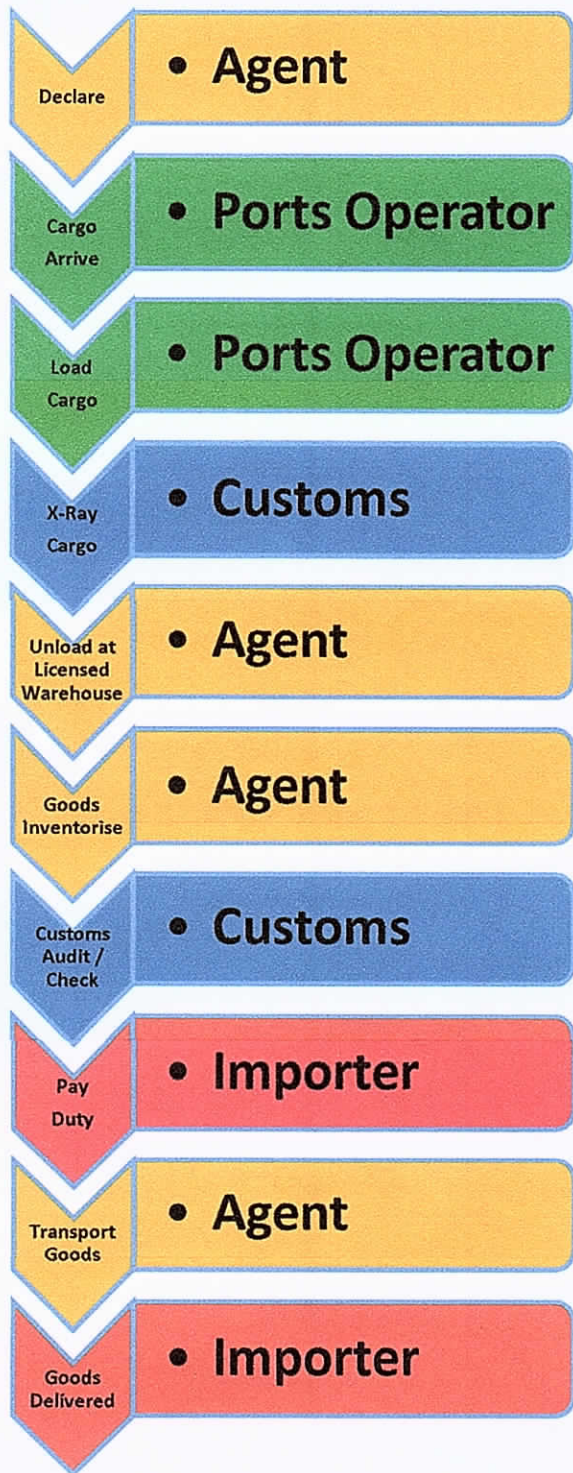 Declare
• Agent
Cargo
Arrive
• Ports Operator
Load
Cargo
• Ports Operator
X-Ray
Cargo
• Customs
Unload at
Licensed
Warehouse
• Agent
Goods
Inventorise
• Agent
Customs
Audit /
Check
• Customs
Pay
Duty
• Importer
Transport
Goods
• Agent
Goods
Delivered
• Importer